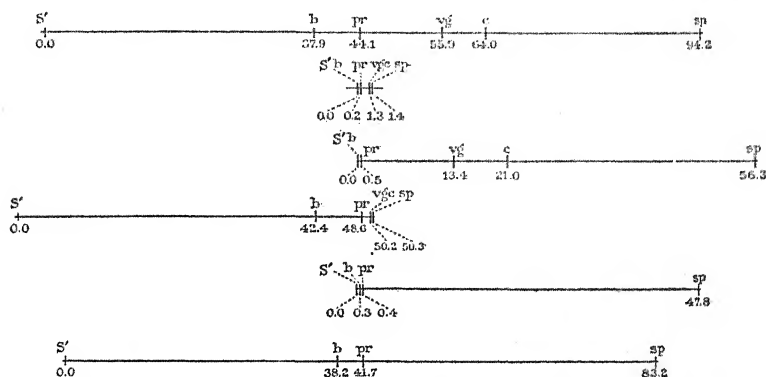 S' b pr vg c sp
0.0 37.9 44.1 55.9 64.0 94.2
S' b pr vgc sp
0.0 0.2 1.3 1.4
S' b pr vg c sp
0.0 0.5 13.4 21.0 56.3
S' b pr vgc sp
0.0 42.4 48.6 50.2 50.3
S' b pr sp
0.0 0.3 0.4 47.8
S' b pr sp
0.0 38.2 41.7 83.2